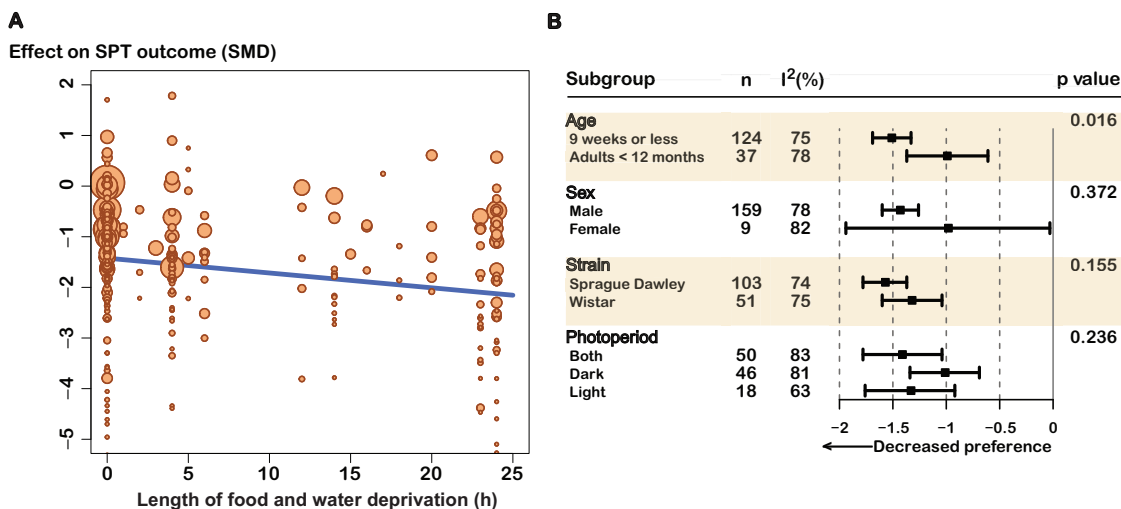 A
Effect on SPT outcome (SMD)
2
1
0
−1
−2
−3
−4
−5
0 5 10 15 20 25
Length of food and water deprivation (h)
B
Subgroup n I²(%) p value
Age 0.016
9 weeks or less 124 75
Adults < 12 months 37 78
Sex 0.372
Male 159 78
Female 9 82
Strain 0.155
Sprague Dawley 103 74
Wistar 51 75
Photoperiod 0.236
Both 50 83
Dark 46 81
Light 18 63
−2 −1.5 −1 −0.5 0
Decreased preference